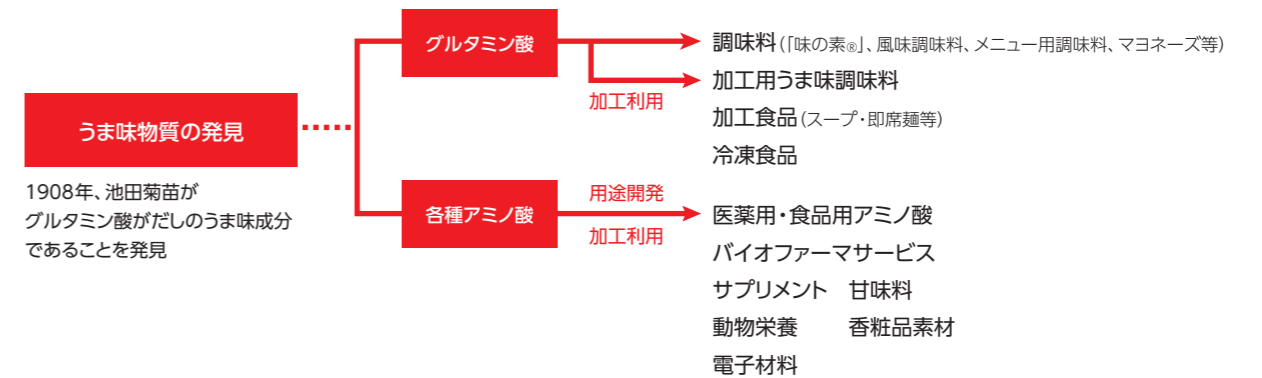 うま味物質の発見
1908年、池田菊苗が
グルタミン酸がだしのうま味成分
であることを発見
グルタミン酸
加工利用
調味料(「味の素®」、風味調味料、メニュー用調味料、マヨネーズ等)
加工用うま味調味料
加工食品(スープ・即席麺等)
冷凍食品
各種アミノ酸
用途開発
加工利用
医薬用・食品用アミノ酸
バイオファーマサービス
サプリメント 甘味料
動物栄養 香粧品素材
電子材料